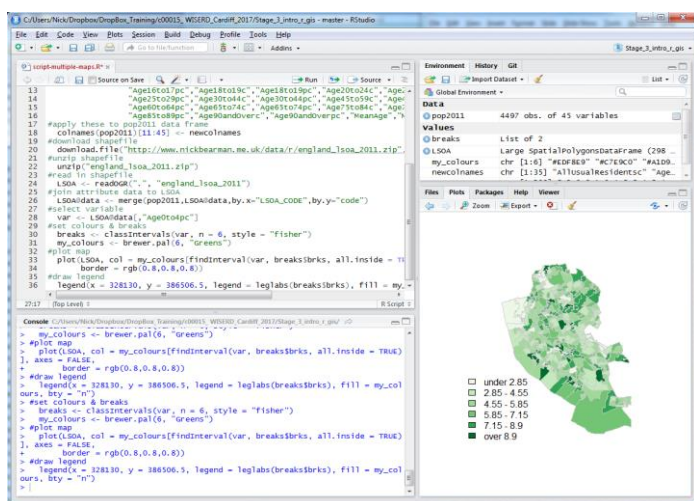 C:/Users/Nick/Dropbox/DropBox_Training/c00015_ WISERD_Cardiff_2017/Stage_3_intro_r_gis - master - RStudio
File Edit Code View Plots Session Build Debug Profile Tools Help
Go to file/function Addins
Stage_3_intro_r_gis
script-multiple-maps.R*
Source on Save Run Source
13 "Age16to17pc","Age18to19c","Age18to19pc","Age20to24c","Age
14 "Age25to29pc","Age30to44c","Age30to44pc","Age45to59c","Age
15 "Age60to64pc","Age65to74c","Age65to74pc","Age75to84c","Age
16 "Age85to89pc","Age90andOverc","Age90andOverpc","MeanAge","M
17 #apply these to pop2011 data frame
18 colnames(pop2011)[11:45] <- newcolnames
19 #download shapefile
20 download.file("http://www.nickbearman.me.uk/data/r/england_lsoa_2011.zip",
21 #unzip shapefile
22 unzip("england_lsoa_2011.zip")
23 #read in shapefile
24 LSOA <- readOGR(".", "england_lsoa_2011")
25 #join attribute data to LSOA
26 LSOA@data <- merge(pop2011,LSOA@data,by.x="LSOA_CODE",by.y="code")
27 #select variable
28 var <- LSOA@data[,"Age0to4pc"]
29 #set colours & breaks
30 breaks <- classIntervals(var, n = 6, style = "fisher")
31 my_colours <- brewer.pal(6, "Greens")
32 #plot map
33 plot(LSOA, col = my_colours[findInterval(var, breaks$brks, all.inside = TR
34 border = rgb(0.8,0.8,0.8))
35 #draw legend
36 legend(x = 328130, y = 386506.5, legend = leglabs(breaks$brks), fill = my_
27:17 (Top Level) R Script
Console C:/Users/Nick/Dropbox/DropBox_Training/c00015_ WISERD_Cardiff_2017/Stage_3_intro_r_gis/
> my_colours <- brewer.pal(6, "Greens")
> #plot map
> plot(LSOA, col = my_colours[findInterval(var, breaks$brks, all.inside = TRUE)
], axes = FALSE,
+ border = rgb(0.8,0.8,0.8))
> #draw legend
> legend(x = 328130, y = 386506.5, legend = leglabs(breaks$brks), fill = my_col
ours, bty = "n")
> #set colours & breaks
> breaks <- classIntervals(var, n = 6, style = "fisher")
> my_colours <- brewer.pal(6, "Greens")
> #plot map
> plot(LSOA, col = my_colours[findInterval(var, breaks$brks, all.inside = TRUE)
], axes = FALSE,
+ border = rgb(0.8,0.8,0.8))
> #draw legend
> legend(x = 328130, y = 386506.5, legend = leglabs(breaks$brks), fill = my_col
ours, bty = "n")
>
Environment History Git
Import Dataset List
Global Environment
Data
pop2011 4497 obs. of 45 variables
values
breaks List of 2
LSOA Large SpatialPolygonsDataFrame (298
my_colours chr [1:6] "#EDF8E9" "#C7E9C0" "#A1D9
newcolnames chr [1:35] "AllUsualResidentsc" "Age
Files Plots Packages Help Viewer
Zoom Export
under 2.85
2.85 - 4.55
4.55 - 5.85
5.85 - 7.15
7.15 - 8.9
over 8.9